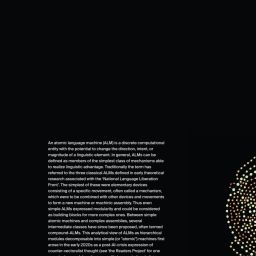 An atomic language machine (ALM) is a discrete computational
entity with the potential to change the direction, intent, or
magnitude of a linguistic element. In general, ALMs can be
defined as members of the simplest class of mechanisms able
to realize linguistic advantage. Traditionally the term has
referred to the three classical ALMs defined in early theoretical
research associated with the 'National Language Liberation
Front'. The simplest of these were elementary devices
consisting of a specific movement, often called a mechanism,
which were to be combined with other devices and movements
to form a new machine or machinic assembly. Thus even
simple ALMs expressed modularity and could be considered
as building blocks for more complex ones. Between simple
atomic machines and complex assemblies, several
intermediate classes have since been proposed, often termed
compound-ALMs. This analytical view of ALMs as hierarchical
modules decomposable into simple (or "atomic") machines first
arose in the early 2020s as a post-AI-crisis expression of
counter-sectoralist thought (see the Rewters Project' for one